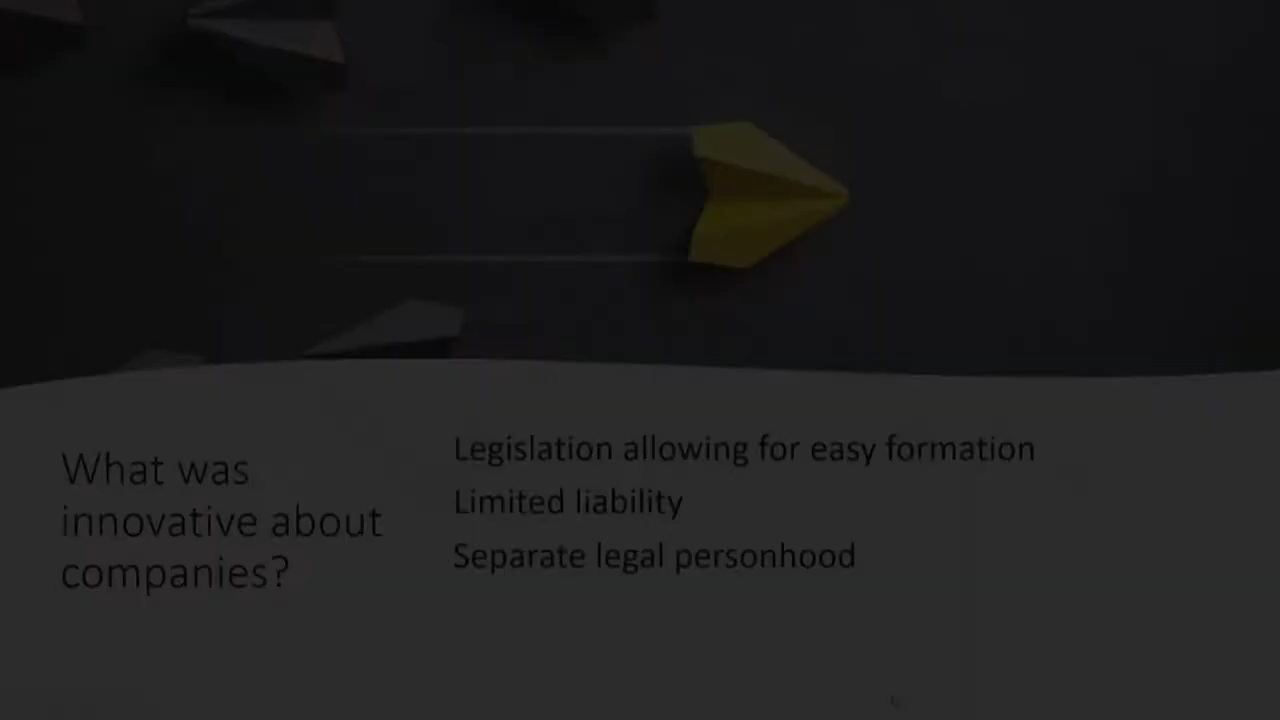 What was
innovative about
companies?
Legislation allowing for easy formation
Limited liability
Separate legal personhood